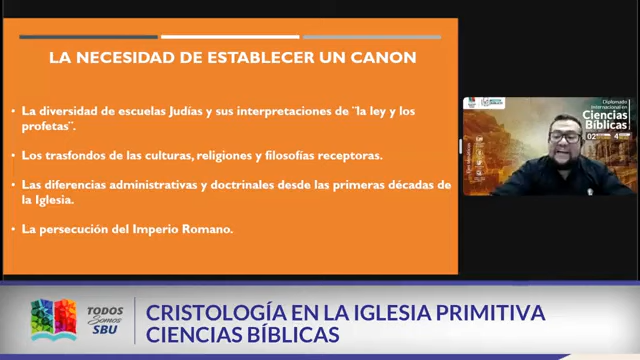 LA NECESIDAD DE ESTABLECER UN CANON
• La diversidad de escuelas Judías y sus interpretaciones de ¨la ley y los
profetas¨.
• Los trasfondos de las culturas, religiones y filosofías receptoras.
• Las diferencias administrativas y doctrinales desde las primeras décadas de
la Iglesia.
• La persecución del Imperio Romano.
Diplomado
Internacional en
Ciencias
Bíblicas
02
4
TODOS
Somos
SBU
CRISTOLOGÍA EN LA IGLESIA PRIMITIVA
CIENCIAS BÍBLICAS